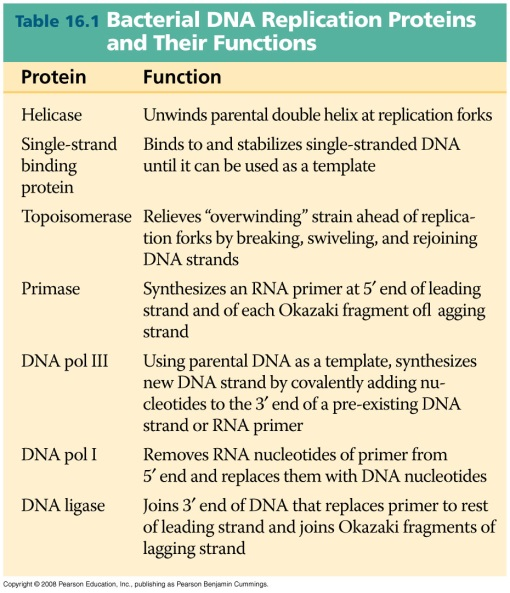 Table 16.1 Bacterial DNA Replication Proteins
and Their Functions
Protein Function
Helicase Unwinds parental double helix at replication forks
Single-strand Binds to and stabilizes single-stranded DNA
binding until it can be used as a template
protein
Topoisomerase Relieves “overwinding” strain ahead of replica-
tion forks by breaking, swiveling, and rejoining
DNA strands
Primase Synthesizes an RNA primer at 5′ end of leading
strand and of each Okazaki fragment ofl agging
strand
DNA pol III Using parental DNA as a template, synthesizes
new DNA strand by covalently adding nu-
cleotides to the 3′ end of a pre-existing DNA
strand or RNA primer
DNA pol I Removes RNA nucleotides of primer from
5′ end and replaces them with DNA nucleotides
DNA ligase Joins 3′ end of DNA that replaces primer to rest
of leading strand and joins Okazaki fragments of
lagging strand
Copyright © 2008 Pearson Education, Inc., publishing as Pearson Benjamin Cummings.